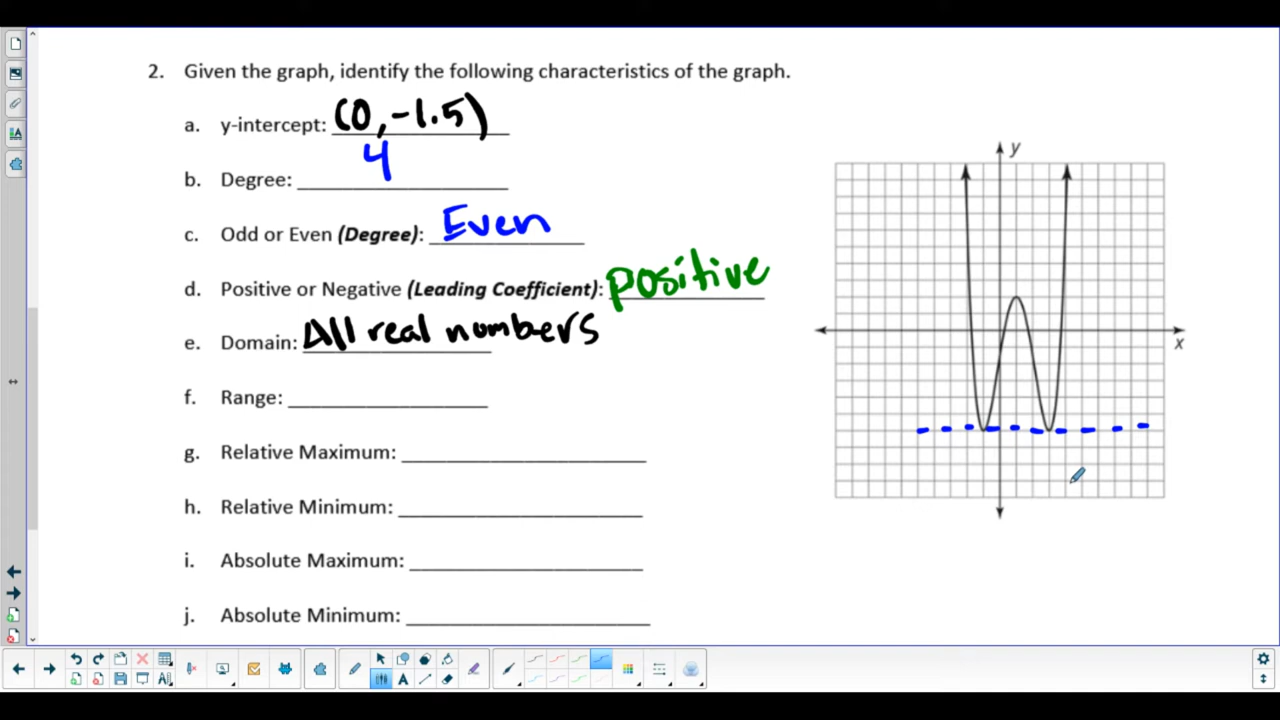 2. Given the graph, identify the following characteristics of the graph.
a. y-intercept: (0, -1.5)
b. Degree: 4
c. Odd or Even (Degree): Even
d. Positive or Negative (Leading Coefficient): positive
e. Domain: All real numbers
f. Range:
g. Relative Maximum:
h. Relative Minimum:
i. Absolute Maximum:
j. Absolute Minimum:
y
x